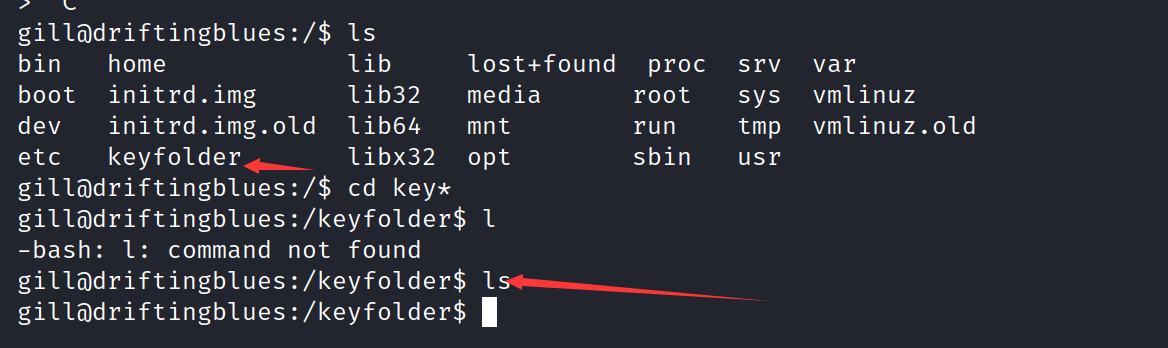 > ^C
gill@driftingblues:/$ ls
bin   home            lib     lost+found  proc  srv  var
boot  initrd.img      lib32   media      root   sys  vmlinuz
dev   initrd.img.old  lib64   mnt        run    tmp  vmlinuz.old
etc   keyfolder       libx32  opt        sbin   usr
gill@driftingblues:/$ cd key*
gill@driftingblues:/keyfolder$ l
-bash: l: command not found
gill@driftingblues:/keyfolder$ ls
gill@driftingblues:/keyfolder$